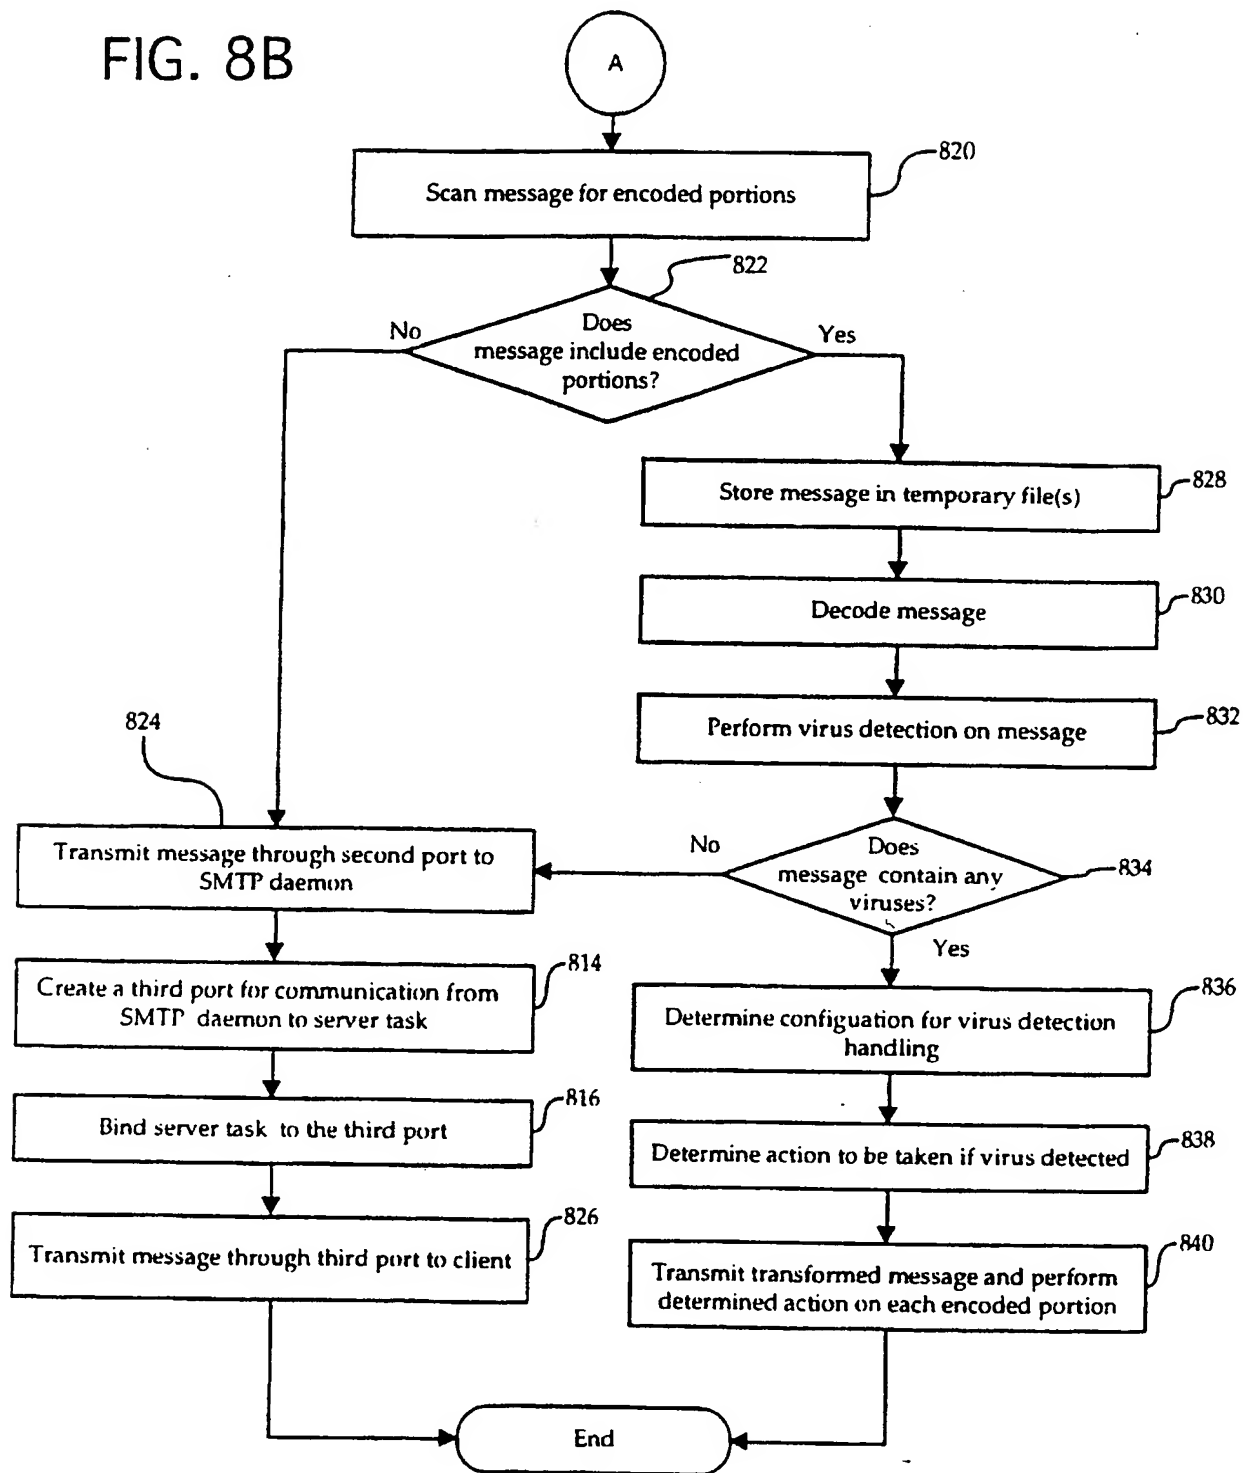 FIG. 8B
A
820
Scan message for encoded portions
822
No
Does
message include encoded
portions?
Yes
828
Store message in temporary file(s)
830
Decode message
832
Perform virus detection on message
824
Transmit message through second port to
SMTP daemon
No
Does
message contain any
viruses?
834
Yes
814
Create a third port for communication from
SMTP daemon to server task
836
Determine configuation for virus detection
handling
816
Bind server task to the third port
838
Determine action to be taken if virus detected
826
Transmit message through third port to client
840
Transmit transformed message and perform
determined action on each encoded portion
End